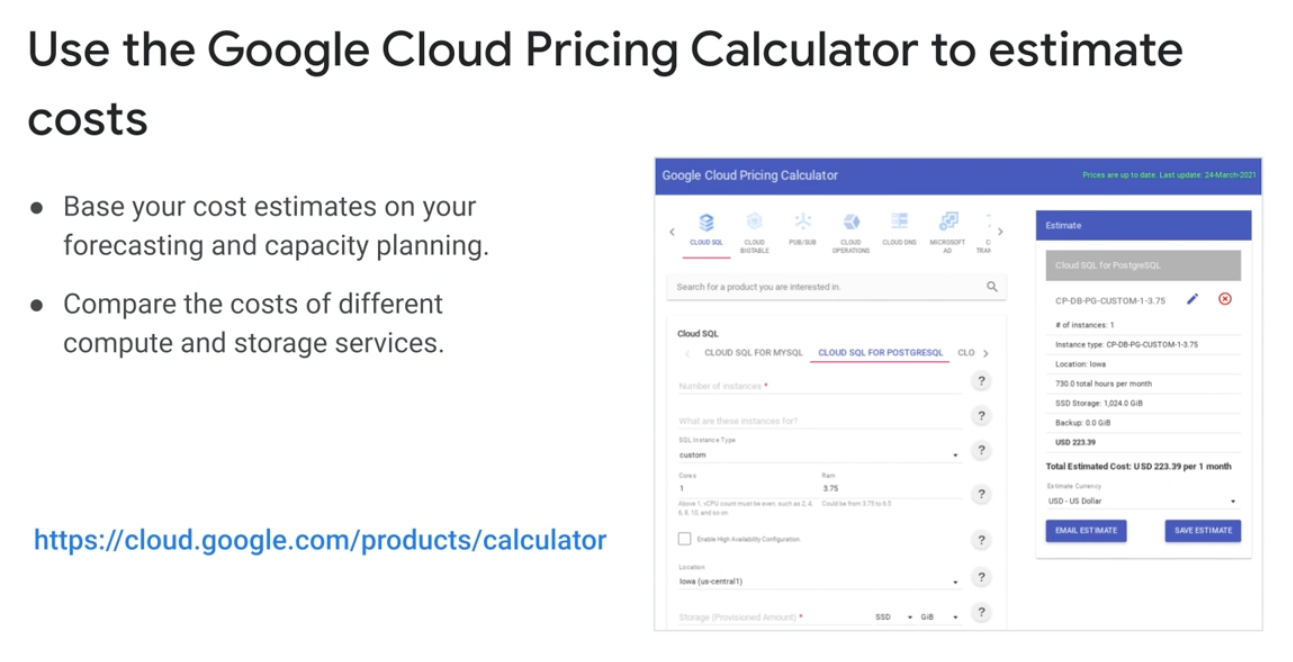 Use the Google Cloud Pricing Calculator to estimate
costs
● Base your cost estimates on your
forecasting and capacity planning.
● Compare the costs of different
compute and storage services.
https://cloud.google.com/products/calculator
Google Cloud Pricing Calculator
Prices are up to date. Last update: 24-March-2021
CLOUD SQL
CLOUD
BIGTABLE
PUB/SUB
CLOUD
OPERATIONS
CLOUD DNS
MICROSOFT
AD
C
TRAN
Search for a product you are interested in.
Cloud SQL
CLOUD SQL FOR MYSQL CLOUD SQL FOR POSTGRESQL CLO
Number of instances *
?
What are these instances for?
?
SQL Instance Type
custom
?
Cores Ram
1 3.75
?
Above 1, vCPU count must be even, such as 2, 4,
6, 8, 10, and so on
Could be from 3.75 to 6.5
Enable High Availability Configuration.
?
Location
Iowa (us-central1)
?
Storage (Provisioned Amount) * SSD GiB
?
Estimate
Cloud SQL for PostgreSQL
CP-DB-PG-CUSTOM-1-3.75
# of instances: 1
Instance type: CP-DB-PG-CUSTOM-1-3.75
Location: Iowa
730.0 total hours per month
SSD Storage: 1,024.0 GiB
Backup: 0.0 GiB
USD 223.39
Total Estimated Cost: USD 223.39 per 1 month
Estimate Currency
USD - US Dollar
EMAIL ESTIMATE SAVE ESTIMATE